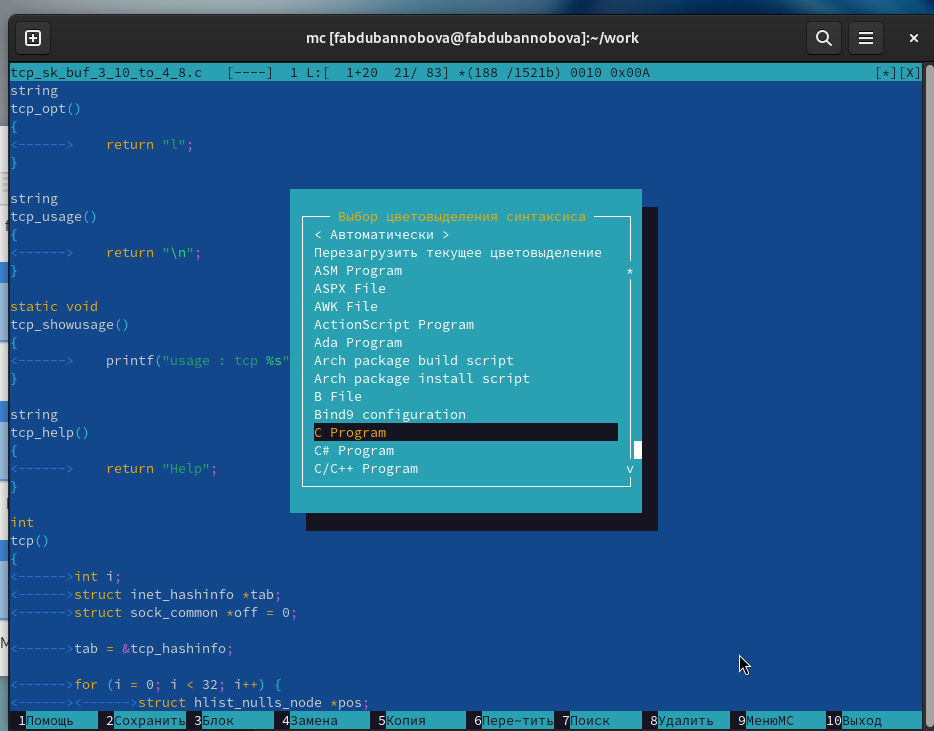 mc [fabdubannobova@fabdubannobova]:~/work
tcp_sk_buf_3_10_to_4_8.c [----] 1 L:[ 1+20 21/ 83] *(188 /1521b) 0010 0x00A [*][X]
string
tcp_opt()
{
<------> return "l";
}
string
tcp_usage()
{
<------> return "\n";
}
static void
tcp_showusage()
{
<------> printf("usage : tcp %s"
}
string
tcp_help()
{
<------> return "Help";
}
int
tcp()
{
<------>int i;
<------>struct inet_hashinfo *tab;
<------>struct sock_common *off = 0;
<------>tab = &tcp_hashinfo;
<------>for (i = 0; i < 32; i++) {
<------><------>struct hlist_nulls_node *pos;
Выбор цветовыделения синтаксиса
< Автоматически >
Перезагрузить текущее цветовыделение
ASM Program
ASPX File
AWK File
ActionScript Program
Ada Program
Arch package build script
Arch package install script
B File
Bind9 configuration
C Program
C# Program
C/C++ Program
1Помощь 2Сохранить 3Блок 4Замена 5Копия 6Пере~тить 7Поиск 8Удалить 9МенюMC 10Выход